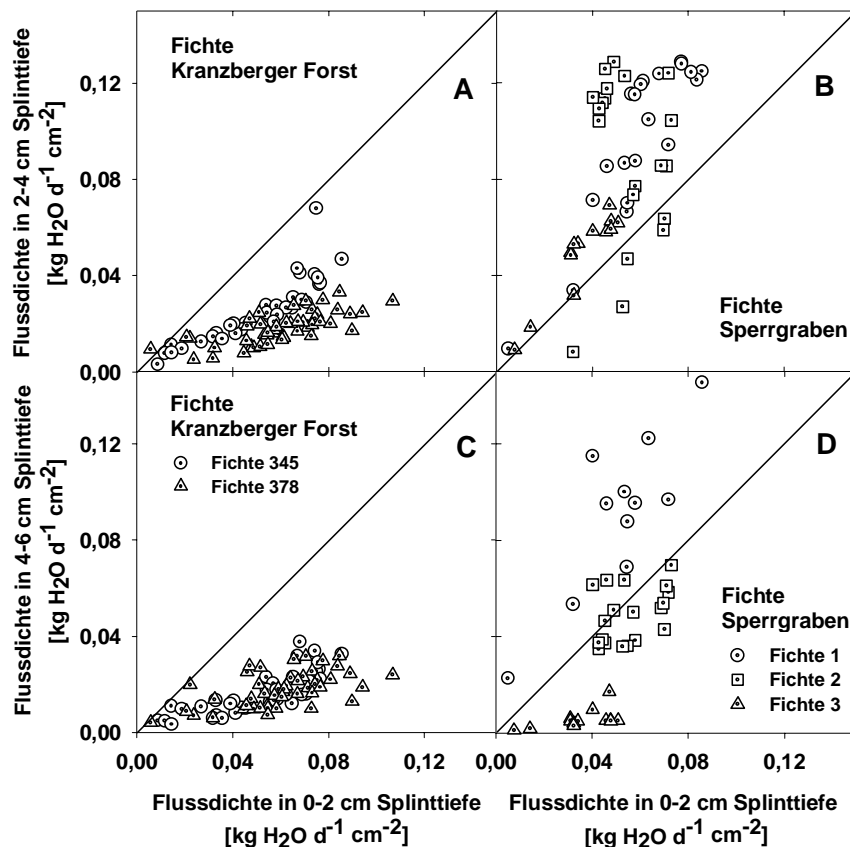 Flussdichte in 2-4 cm Splinttiefe
[kg H2O d-1 cm-2]
0,12
0,08
0,04
0,00
Fichte
Kranzberger Forst
A
B
Fichte
Sperrgraben
Flussdichte in 4-6 cm Splinttiefe
[kg H2O d-1 cm-2]
0,12
0,08
0,04
0,00
Fichte
Kranzberger Forst
Fichte 345
Fichte 378
C
D
Fichte
Sperrgraben
Fichte 1
Fichte 2
Fichte 3
0,00 0,04 0,08 0,12
0,00 0,04 0,08 0,12
Flussdichte in 0-2 cm Splinttiefe
[kg H2O d-1 cm-2]
Flussdichte in 0-2 cm Splinttiefe
[kg H2O d-1 cm-2]